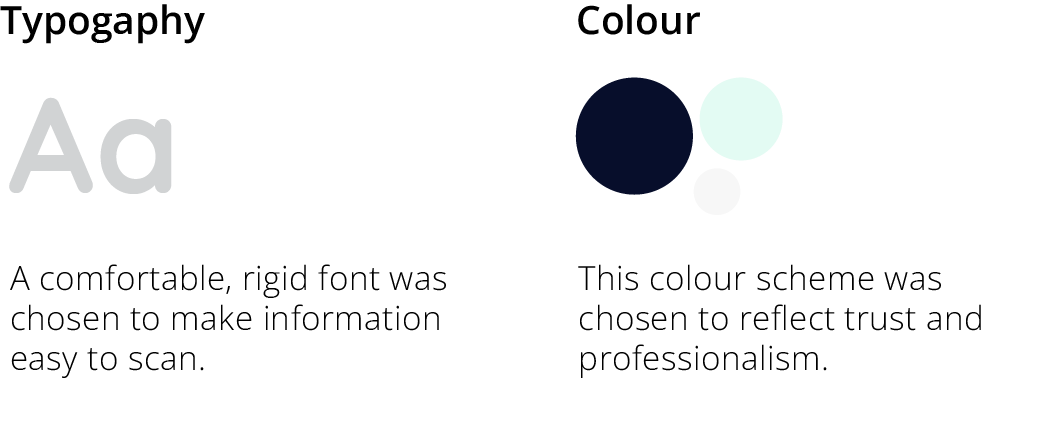 Typogaphy
Colour
Aa
A comfortable, rigid font was
chosen to make information
easy to scan.
This colour scheme was
chosen to reflect trust and
professionalism.